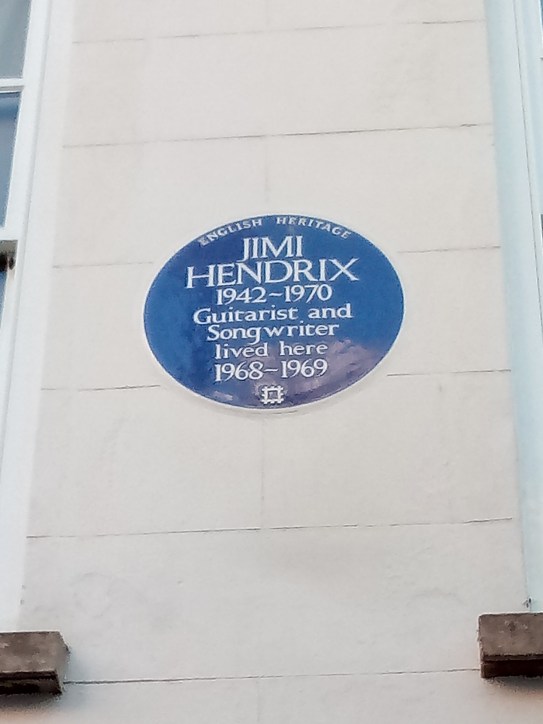 ENGLISH HERITAGE
JIMI
HENDRIX
1942~1970
Guitarist and
Songwriter
lived here
1968~1969